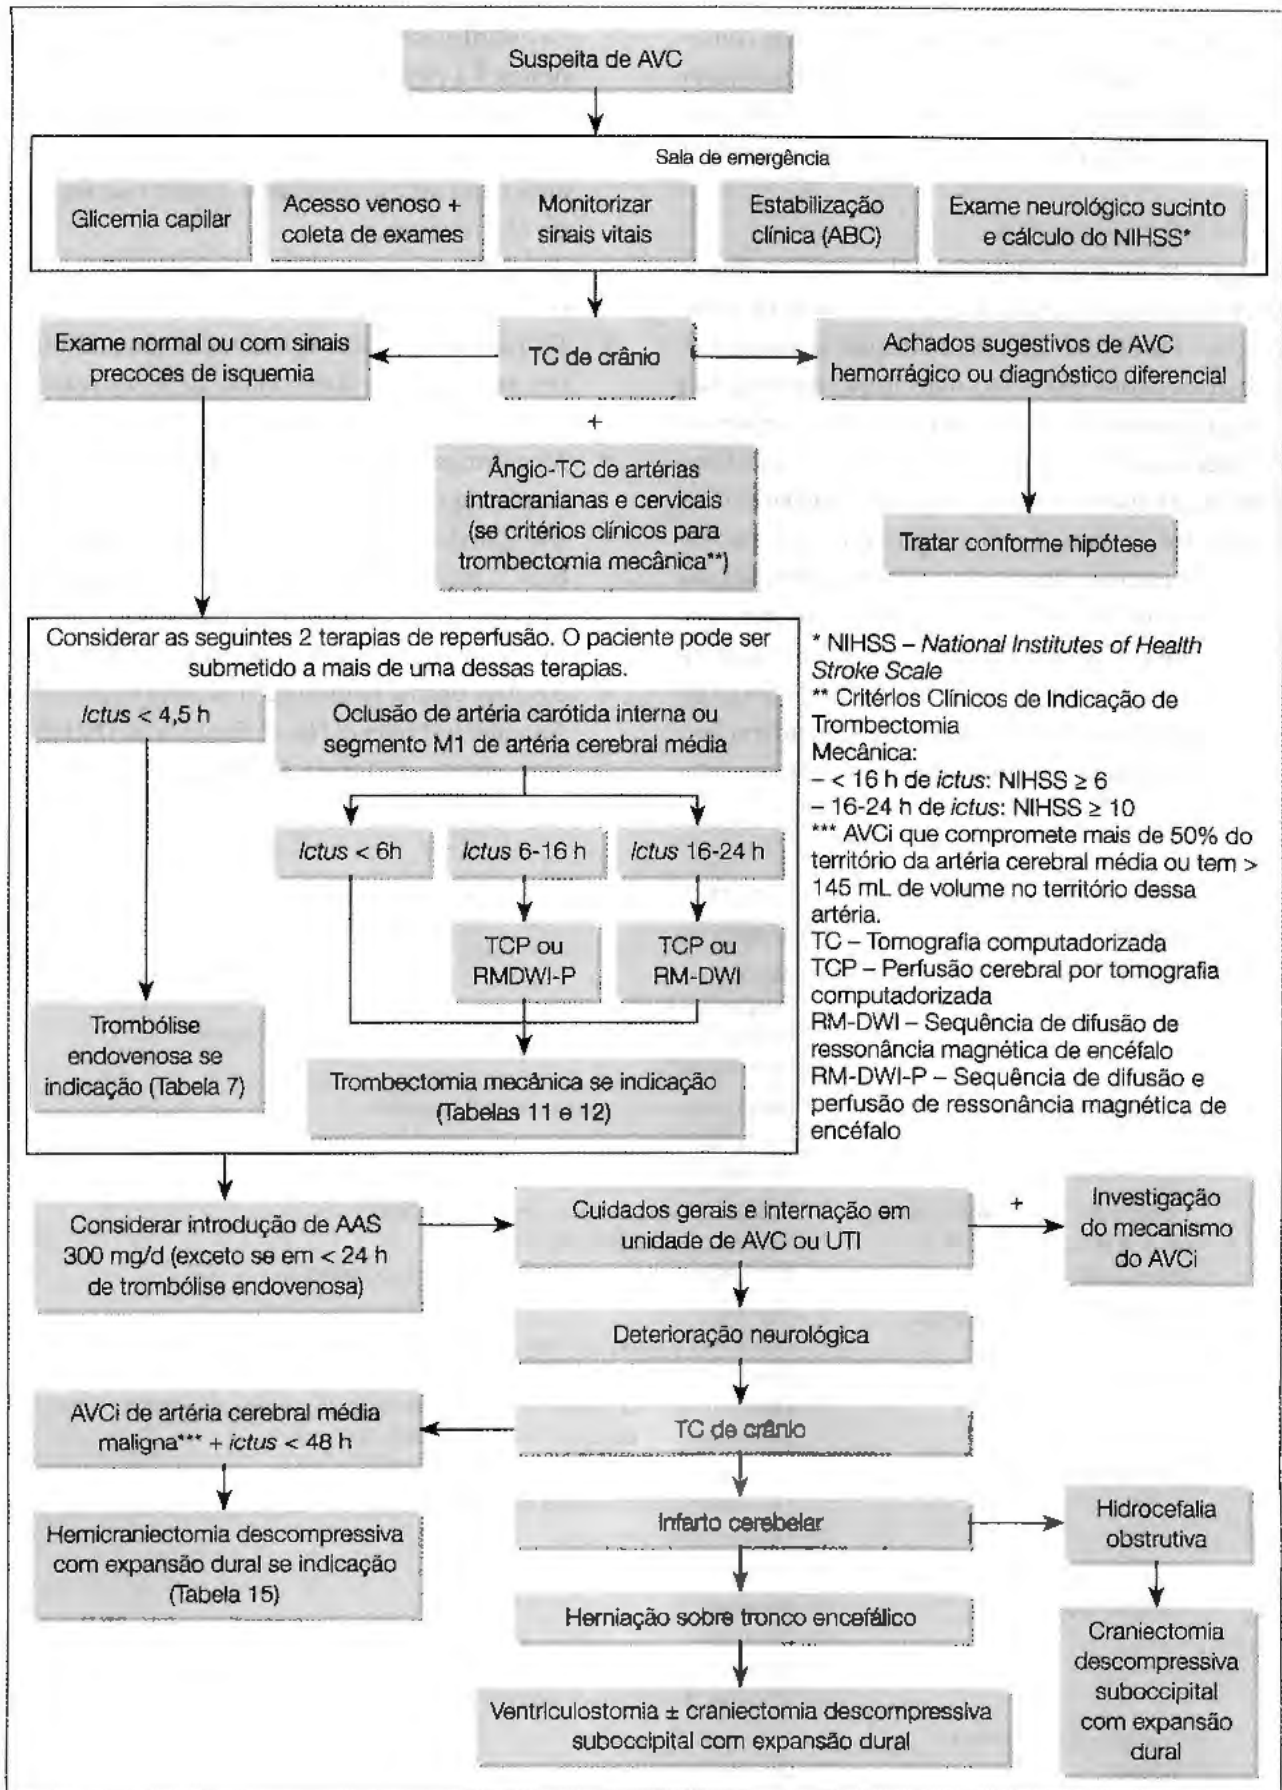 Suspeita de AVC
Sala de emergência
Glicemia capilar
Acesso venoso +
coleta de exames
Monitorizar
sinais vitais
Estabilização
clínica (ABC)
Exame neurológico sucinto
e cálculo do NIHSS*
Exame normal ou com sinais
precoces de isquemia
TC de crânio
Achados sugestivos de AVC
hemorrágico ou diagnóstico diferencial
+
Ângio-TC de artérias
intracranianas e cervicais
(se critérios clínicos para
trombectomia mecânica**)
Tratar conforme hipótese
Considerar as seguintes 2 terapias de reperfusão. O paciente pode ser
submetido a mais de uma dessas terapias.
Ictus < 4,5 h
Oclusão de artéria carótida interna ou
segmento M1 de artéria cerebral média
Ictus < 6h
Ictus 6-16 h
Ictus 16-24 h
TCP ou
RMDWI-P
TCP ou
RM-DWI
Trombólise
endovenosa se
indicação (Tabela 7)
Trombectomia mecânica se indicação
(Tabelas 11 e 12)
* NIHSS – National Institutes of Health
Stroke Scale
** Critérios Clínicos de Indicação de
Trombectomia
Mecânica:
– < 16 h de ictus: NIHSS ≥ 6
– 16-24 h de ictus: NIHSS ≥ 10
*** AVCi que compromete mais de 50% do
território da artéria cerebral média ou tem >
145 mL de volume no território dessa
artéria.
TC – Tomografia computadorizada
TCP – Perfusão cerebral por tomografia
computadorizada
RM-DWI – Sequência de difusão de
ressonância magnética de encéfalo
RM-DWI-P – Sequência de difusão e
perfusão de ressonância magnética de
encéfalo
Considerar introdução de AAS
300 mg/d (exceto se em < 24 h
de trombólise endovenosa)
Cuidados gerais e internação em
unidade de AVC ou UTI
+
Investigação
do mecanismo
do AVCi
Deterioração neurológica
AVCi de artéria cerebral média
maligna*** + ictus < 48 h
TC de crânio
Hemicraniectomia descompressiva
com expansão dural se indicação
(Tabela 15)
Infarto cerebelar
Hidrocefalia
obstrutiva
Herniação sobre tronco encefálico
Craniectomia
descompressiva
suboccipital
com expansão
dural
Ventriculostomia ± craniectomia descompressiva
suboccipital com expansão dural